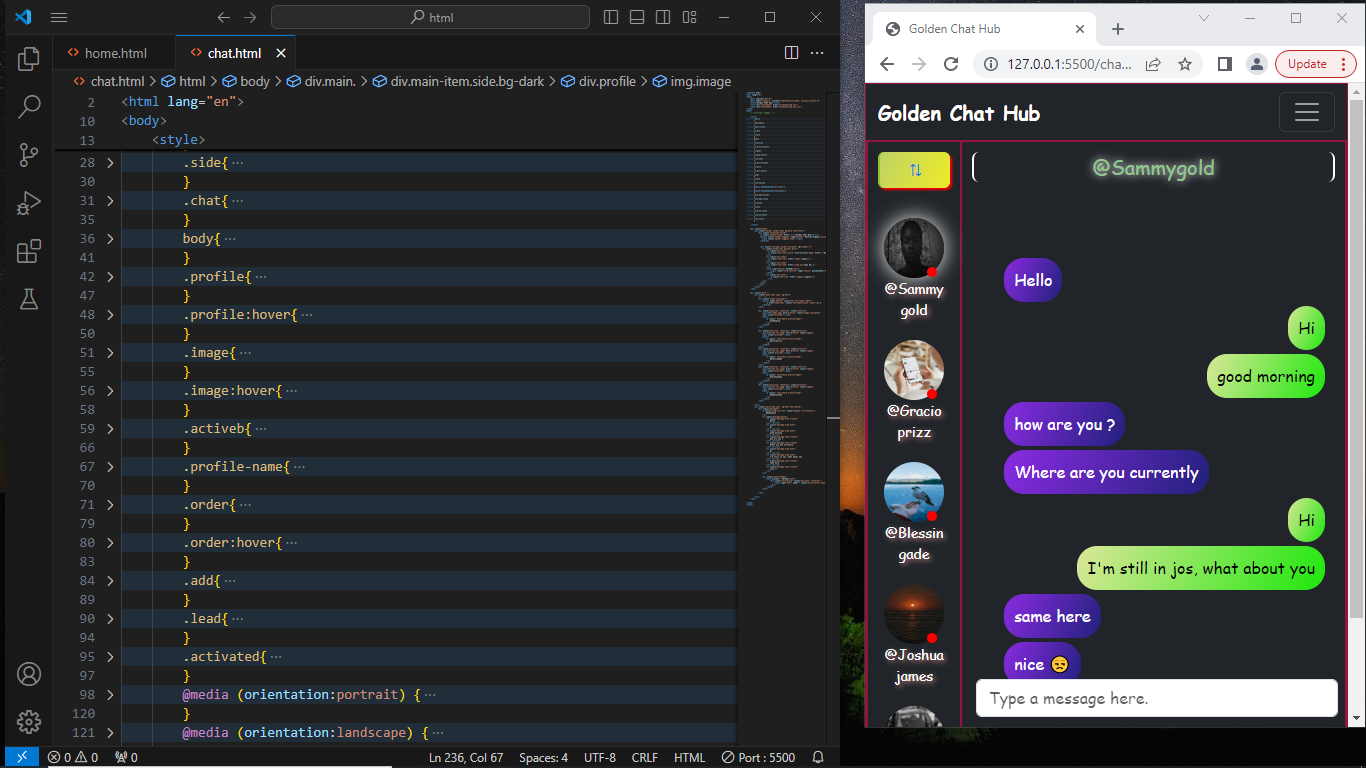 html
home.html
chat.html
chat.html > html > body > div.main. > div.main-item.side.bg-dark > div.profile > img.image
2 <html lang="en">
10 <body>
13 <style>
28 .side{ ···
30 }
31 .chat{ ···
35 }
36 body{ ···
41 }
42 .profile{ ···
47 }
48 .profile:hover{ ···
50 }
51 .image{ ···
55 }
56 .image:hover{ ···
58 }
59 .activeb{ ···
66 }
67 .profile-name{ ···
70 }
71 .order{ ···
79 }
80 .order:hover{ ···
83 }
84 .add{ ···
89 }
90 .lead{ ···
94 }
95 .activated{ ···
97 }
98 @media (orientation:portrait) { ···
120 }
121 @media (orientation:landscape) { ···
0 0 0
Ln 236, Col 67
Spaces: 4
UTF-8
CRLF
HTML
Port : 5500
Golden Chat Hub
127.0.0.1:5500/cha...
Update
Golden Chat Hub
@Sammygold
@Sammy
gold
@Gracio
prizz
@Blessin
gade
@Joshua
james
Hello
Hi
good morning
how are you ?
Where are you currently
Hi
I'm still in jos, what about you
same here
nice 😒
Type a message here.